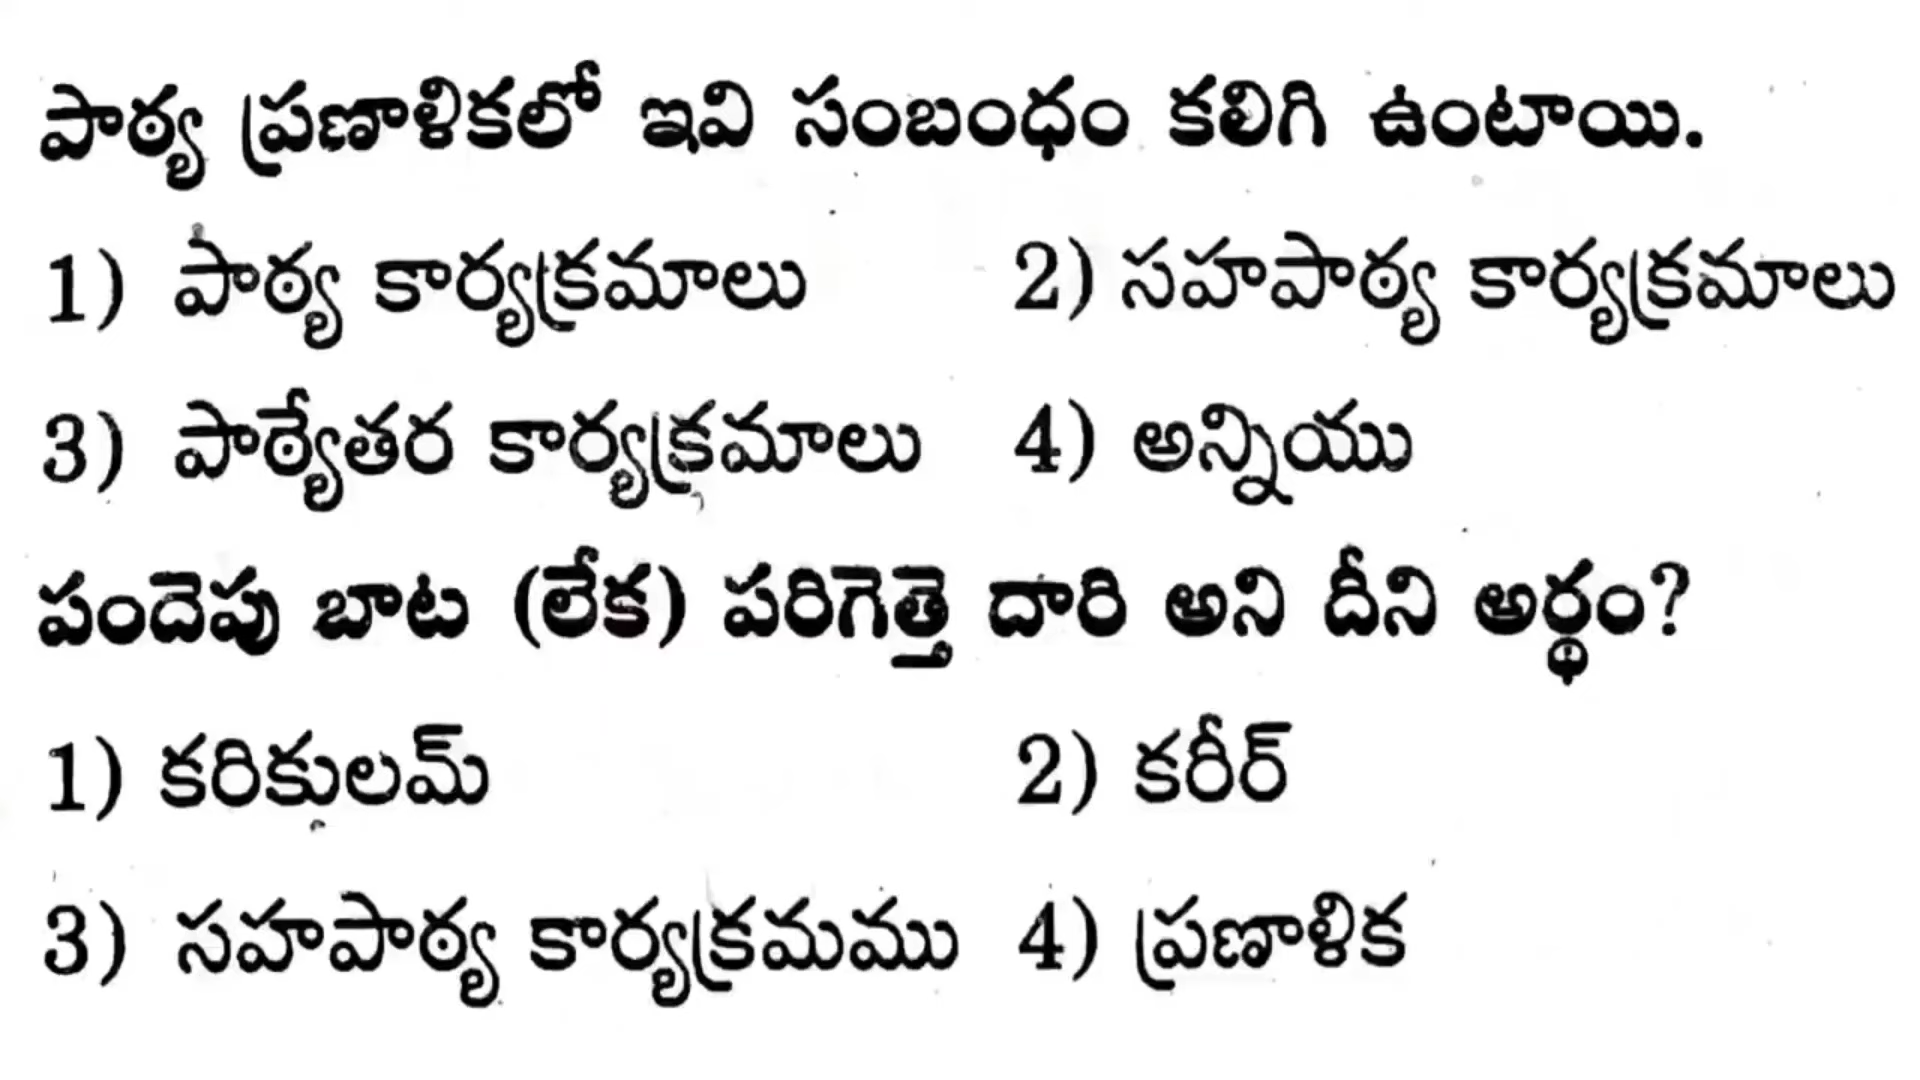 పాఠ్య ప్రణాళికలో ఇవి సంబంధం కలిగి ఉంటాయి.
1) పాఠ్య కార్యక్రమాలు 2) సహపాఠ్య కార్యక్రమాలు
3) పాఠ్యేతర కార్యక్రమాలు 4) అన్నియు
పందెపు బాట (లేక) పరిగెత్తె దారి అని దీని అర్థం?
1) కరికులమ్ 2) కరీర్
3) సహపాఠ్య కార్యక్రమము 4) ప్రణాళిక